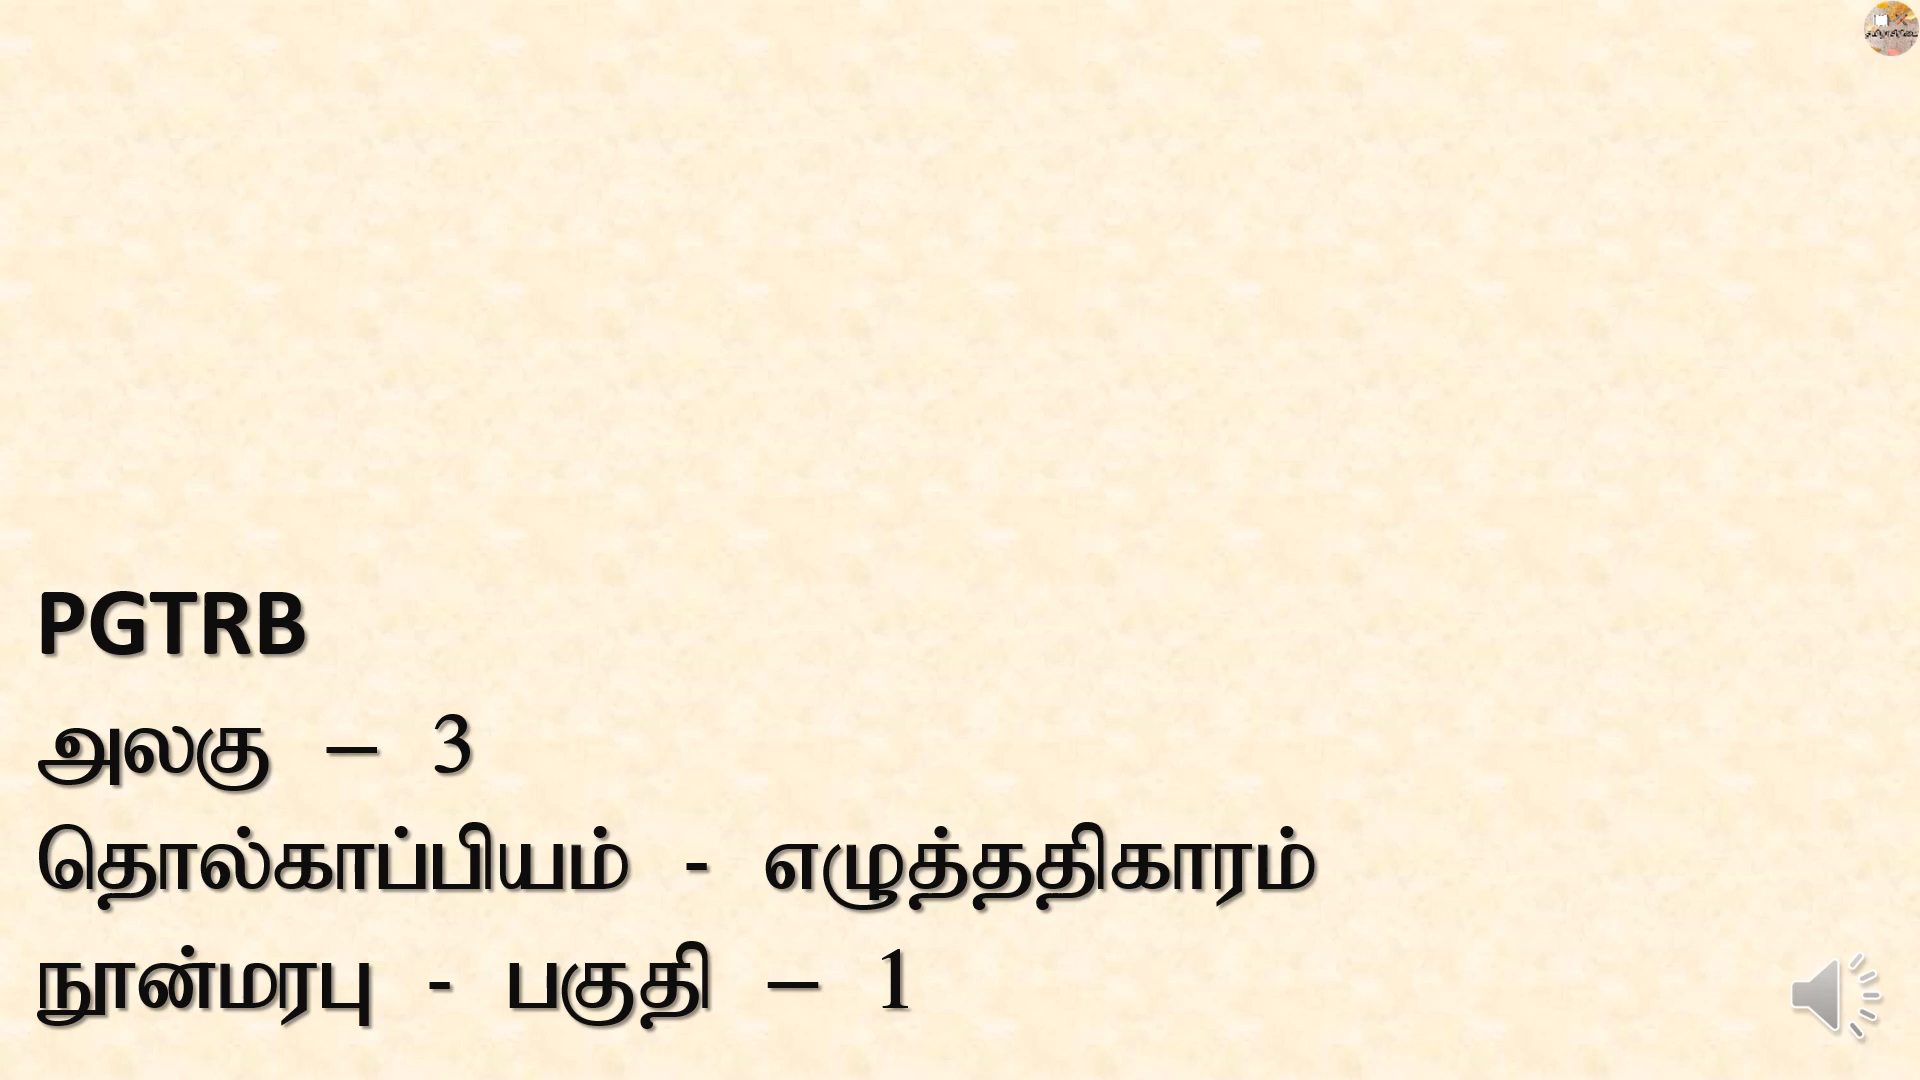 PGTRB
அலகு – 3
தொல்காப்பியம் - எழுத்ததிகாரம்
நூன்மரபு - பகுதி – 1